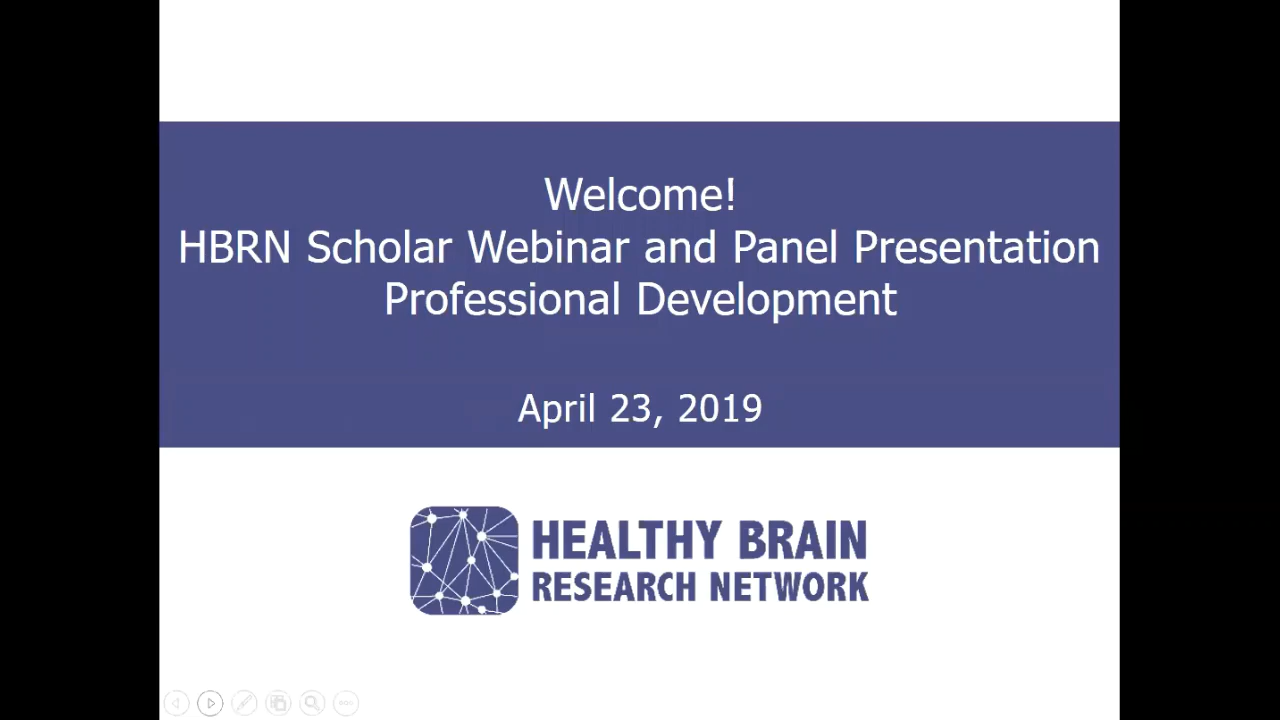 Welcome!
HBRN Scholar Webinar and Panel Presentation
Professional Development
April 23, 2019
HEALTHY BRAIN
RESEARCH NETWORK